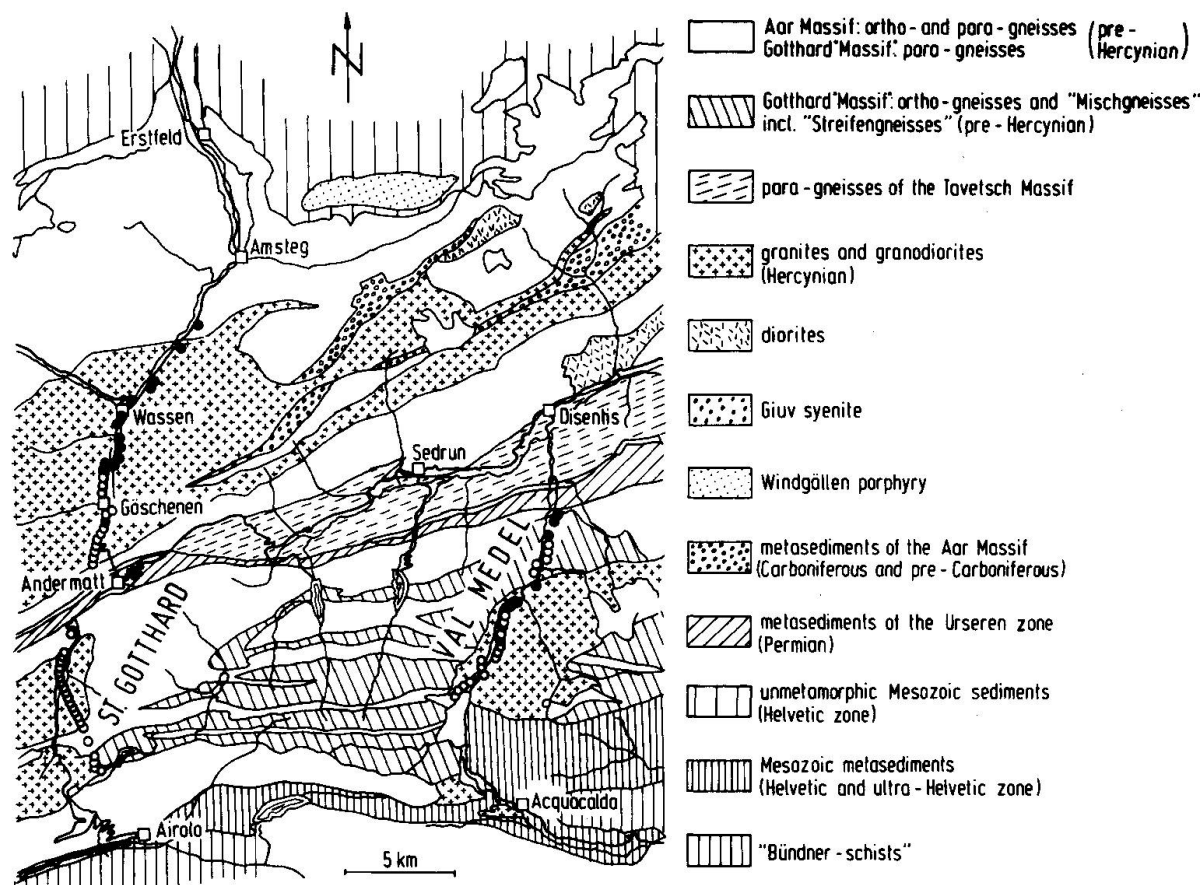 N
Erstfeld
Amsteg
Wassen
Göschenen
Andermatt
Sedrun
Disentis
ST. GOTTHARD
VAL MEDEL
Acquacalda
Airolo
5 km
Aar Massif: ortho- and para-gneisses (pre-
Gotthard "Massif": para-gneisses Hercynian)
Gotthard "Massif": ortho-gneisses and "Mischgneisses"
incl. "Streifengneisses" (pre-Hercynian)
para-gneisses of the Tavetsch Massif
granites and granodiorites
(Hercynian)
diorites
Giuv syenite
Windgällen porphyry
metasediments of the Aar Massif
(Carboniferous and pre-Carboniferous)
metasediments of the Urseren zone
(Permian)
unmetamorphic Mesozoic sediments
(Helvetic zone)
Mesozoic metasediments
(Helvetic and ultra-Helvetic zone)
"Bündner-schists"